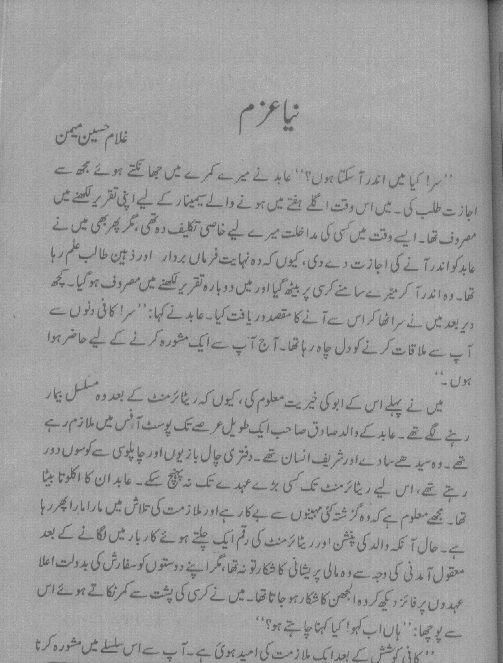 نیا عزم
غلام حسین میمن
’’سر! کیا میں اندر آ سکتا ہوں؟‘‘ عابد نے میرے کمرے میں جھانکتے ہوئے مجھ سے
اجازت طلب کی۔ میں اس وقت اگلے ہفتے میں ہونے والے سیمینار کے لیے اپنی تقریر لکھنے میں
مصروف تھا۔ ایسے وقت میں کسی کی مداخلت میرے لیے خاصی تکلیف دہ تھی، مگر پھر بھی میں نے
عابد کو اندر آنے کی اجازت دے دی، کیوں کہ وہ نہایت فرماں بردار اور ذہین طالب علم رہا
تھا۔ وہ اندر آ کر میرے سامنے کرسی پر بیٹھ گیا اور میں دوبارہ تقریر لکھنے میں مصروف ہو گیا۔ کچھ
دیر بعد میں نے سر اٹھا کر اس سے آنے کا مقصد دریافت کیا۔ عابد نے کہا: ’’سر! کافی دنوں سے
آپ سے ملاقات کرنے کو دل چاہ رہا تھا۔ آج آپ سے ایک مشورہ کرنے کے لیے حاضر ہوا
ہوں۔‘‘
میں نے پہلے اس کے ابو کی خیریت معلوم کی، کیوں کہ ریٹائرمنٹ کے بعد وہ مسلسل بیمار
رہنے لگے تھے۔ عابد کے والد صادق صاحب ایک طویل عرصے تک پوسٹ آفس میں ملازم رہے
تھے۔ وہ سیدھے سادے اور شریف انسان تھے۔ دفتری چال بازیوں اور چاپلوسی سے کوسوں دور
رہتے تھے، اس لیے ریٹائرمنٹ تک کسی بڑے عہدے تک نہ پہنچ سکے۔ عابد ان کا اکلوتا بیٹا
تھا۔ مجھے معلوم ہے کہ وہ گزشتہ کئی مہینوں سے بے کار ہے اور ملازمت کی تلاش میں مارا مارا پھر رہا
ہے۔ حال آنکہ والد کی پنشن اور ریٹائرمنٹ کی رقم ایک چلتے ہوئے کاروبار میں لگانے کے بعد
معقول آمدنی کی وجہ سے وہ مالی پریشانی کا شکار تو نہ تھا، مگر اپنے دوستوں کو سفارش کی بدولت اعلا
عہدوں پر فائز دیکھ کر وہ الجھن کا شکار ہو جاتا تھا۔ میں نے کرسی کی پشت سے کمر ٹکاتے ہوئے اس
سے پوچھا: ’’ہاں اب کہو! کیا کہنا چاہتے ہو؟‘‘
’’کافی کوشش کے بعد ایک ملازمت کی امید ہوئی ہے۔ آپ سے اس سلسلے میں مشورہ کرنا